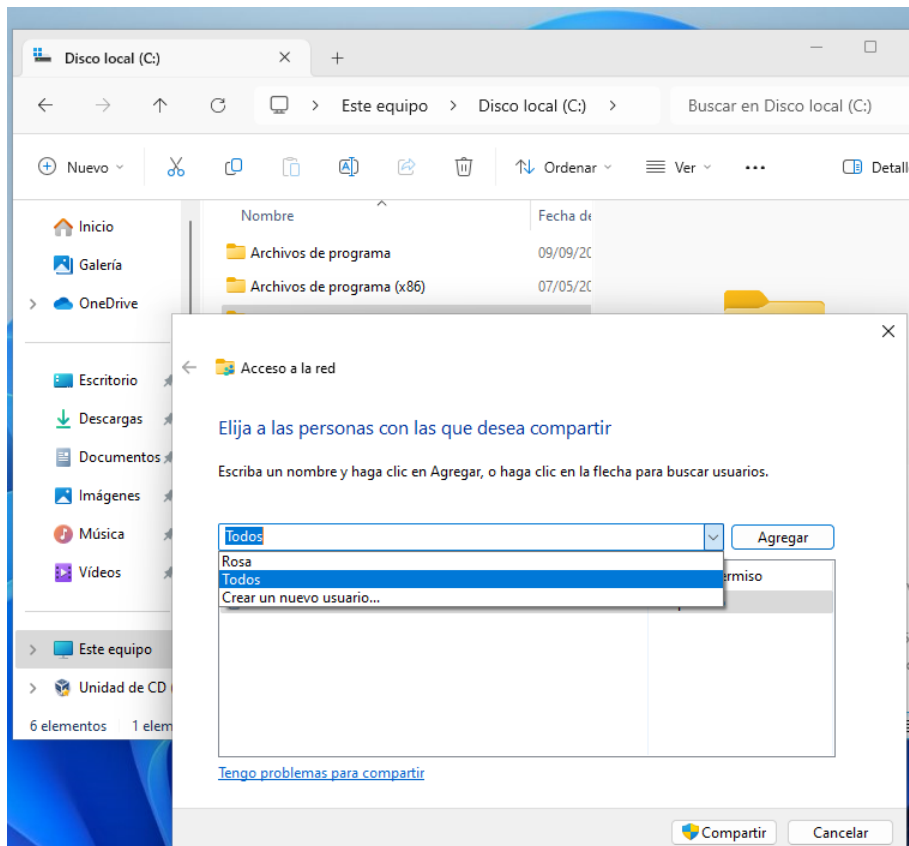 Disco local (C:)
Este equipo > Disco local (C:) > Buscar en Disco local (C:)
Nuevo Ordenar Ver ... Detall
Nombre Fecha de
Inicio
Archivos de programa 09/09/20
Galería
Archivos de programa (x86) 07/05/20
OneDrive
Acceso a la red
Escritorio
Elija a las personas con las que desea compartir
Descargas
Documentos
Escriba un nombre y haga clic en Agregar, o haga clic en la flecha para buscar usuarios.
Imágenes
Música
Todos Agregar
Rosa
Vídeos
Todos ermiso
Crear un nuevo usuario...
Este equipo
Unidad de CD (
6 elementos 1 elem
Tengo problemas para compartir
Compartir Cancelar